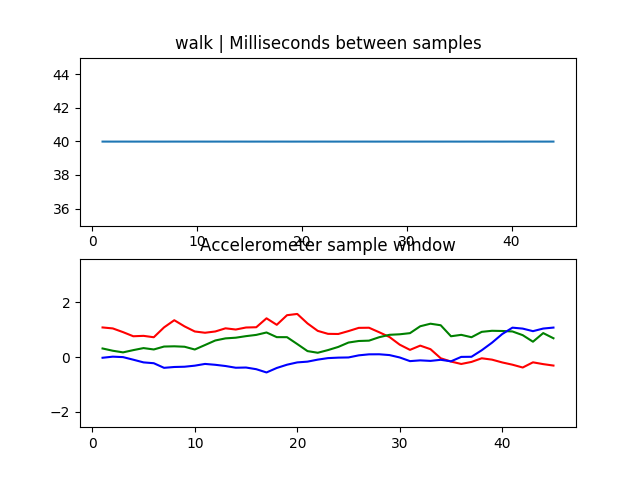 walk | Milliseconds between samples
44
42
40
38
36
0 10 20 30 40
Accelerometer sample window
2
0
−2
0 10 20 30 40